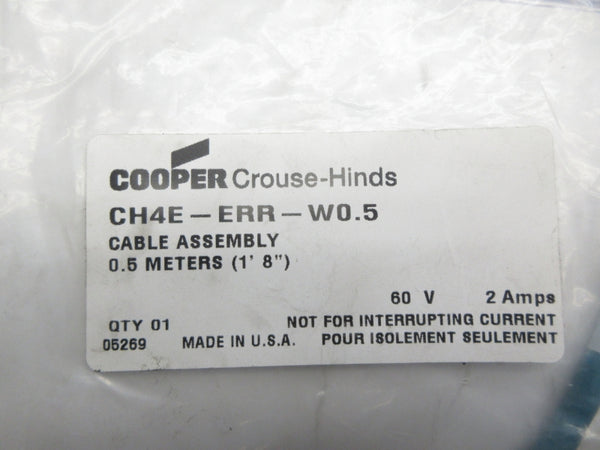 COOPER Crouse-Hinds
CH4E-ERR-W0.5
CABLE ASSEMBLY
0.5 METERS (1' 8")
60 V 2 Amps
QTY 01 NOT FOR INTERRUPTING CURRENT
05269 MADE IN U.S.A. POUR ISOLEMENT SEULEMENT